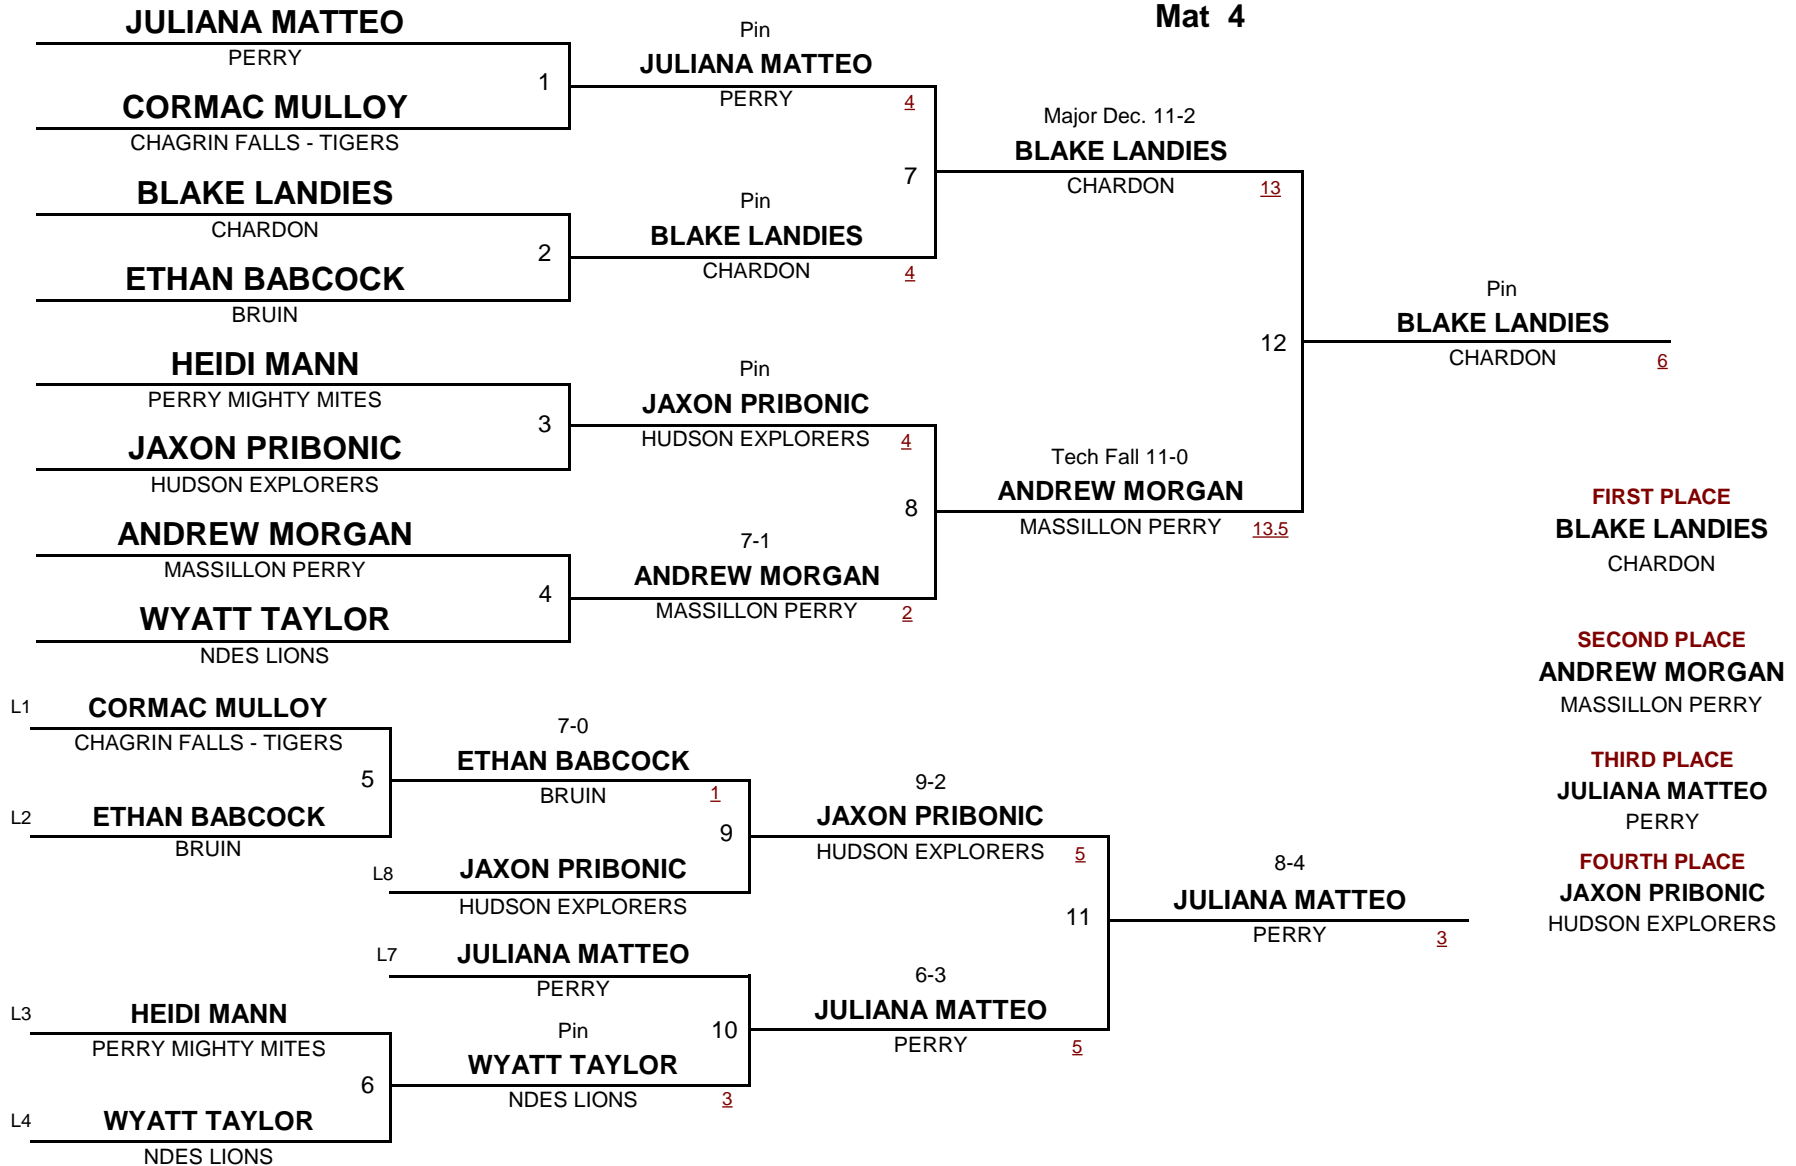 Mat 4
JULIANA MATTEO
PERRY
1
CORMAC MULLOY
CHAGRIN FALLS - TIGERS
BLAKE LANDIES
CHARDON
2
ETHAN BABCOCK
BRUIN
HEIDI MANN
PERRY MIGHTY MITES
3
JAXON PRIBONIC
HUDSON EXPLORERS
ANDREW MORGAN
MASSILLON PERRY
4
WYATT TAYLOR
NDES LIONS
Pin
JULIANA MATTEO
PERRY 4
7
Pin
BLAKE LANDIES
CHARDON 4
Pin
JAXON PRIBONIC
HUDSON EXPLORERS 4
8
7-1
ANDREW MORGAN
MASSILLON PERRY 2
Major Dec. 11-2
BLAKE LANDIES
CHARDON 13
12
Tech Fall 11-0
ANDREW MORGAN
MASSILLON PERRY 13.5
Pin
BLAKE LANDIES
CHARDON 6
L1 CORMAC MULLOY
CHAGRIN FALLS - TIGERS
5
L2 ETHAN BABCOCK
BRUIN
7-0
ETHAN BABCOCK
BRUIN 1
9
L8 JAXON PRIBONIC
HUDSON EXPLORERS
L7 JULIANA MATTEO
PERRY
10
L3 HEIDI MANN
PERRY MIGHTY MITES
6
L4 WYATT TAYLOR
NDES LIONS
Pin
WYATT TAYLOR
NDES LIONS 3
9-2
JAXON PRIBONIC
HUDSON EXPLORERS 5
11
6-3
JULIANA MATTEO
PERRY 5
8-4
JULIANA MATTEO
PERRY 3
FIRST PLACE
BLAKE LANDIES
CHARDON
SECOND PLACE
ANDREW MORGAN
MASSILLON PERRY
THIRD PLACE
JULIANA MATTEO
PERRY
FOURTH PLACE
JAXON PRIBONIC
HUDSON EXPLORERS